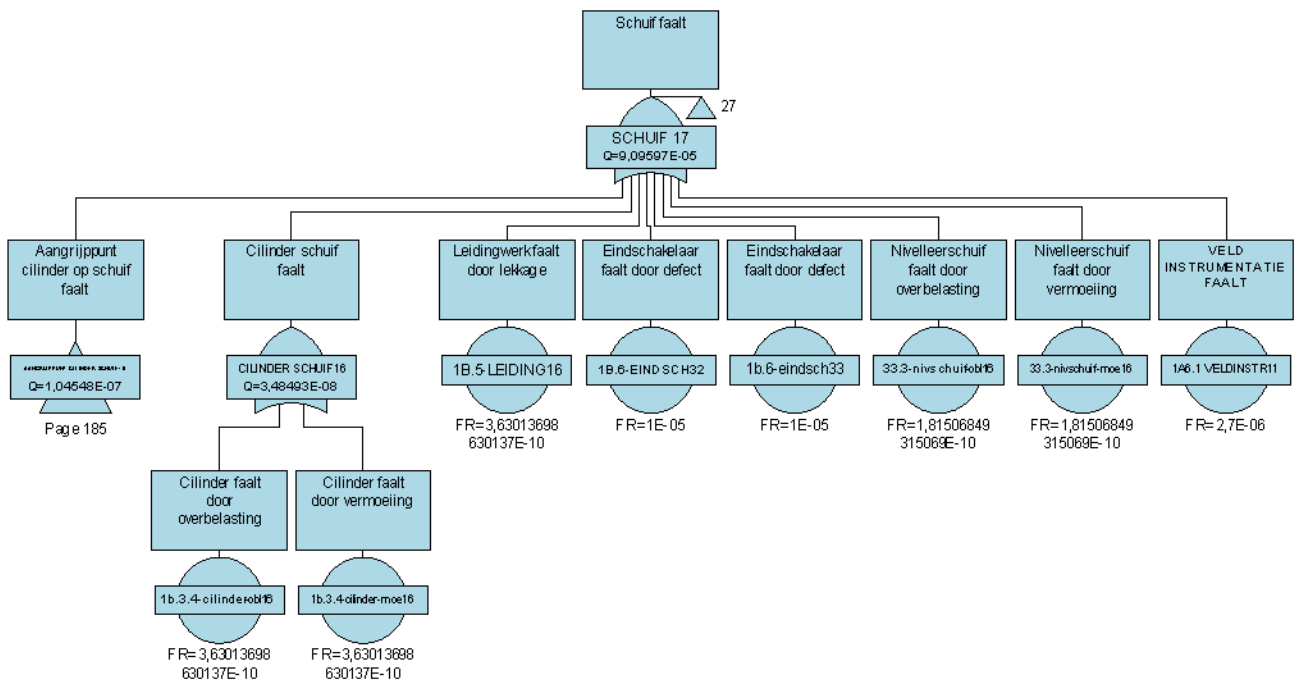 Schuif faalt
27
SCHUIF 17
Q=9,09597E-05
Aangrijppunt
cilinder op schuif
faalt
Cilinder schuif
faalt
Leidingwerkfaalt
door lekkage
Eindschakelaar
faalt door defect
Eindschakelaar
faalt door defect
Nivelleerschuif
faalt door
overbelasting
Nivelleerschuif
faalt door
vermoeiing
VELD
INSTRUMENTATIE
FAALT
Q=1,04548E-07
Page 185
CILINDER SCHUIF16
Q=3,48493E-08
1B.5-LEIDING16
FR=3,63013698
630137E-10
1B.6-EINDSCH32
FR=1E-05
1b.6-eindsch33
FR=1E-05
33.3-nivschuifobl16
FR=1,81506849
315069E-10
33.3-nivschuif-moe16
FR=1,81506849
315069E-10
1A6.1 VELDINSTR11
FR=2,7E-06
Cilinder faalt
door
overbelasting
Cilinder faalt
door vermoeiing
1b.3.4-cilinderobl16
FR=3,63013698
630137E-10
1b.3.4-cilinder-moe16
FR=3,63013698
630137E-10